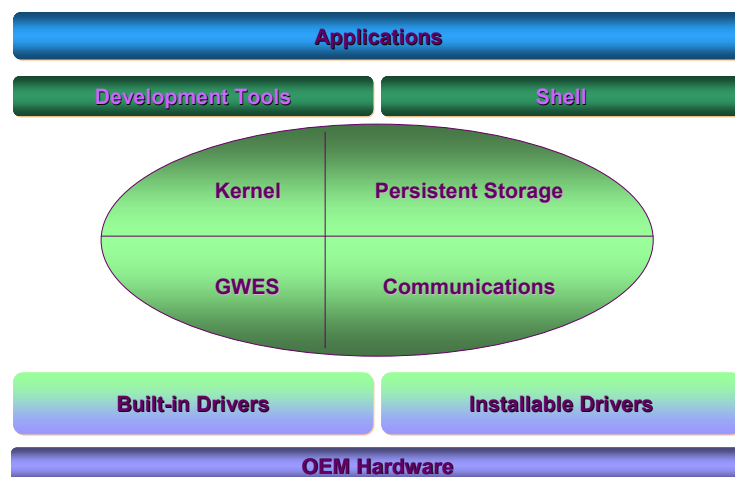 Applications
Development Tools
Shell
Kernel
Persistent Storage
GWES
Communications
Built-in Drivers
Installable Drivers
OEM Hardware